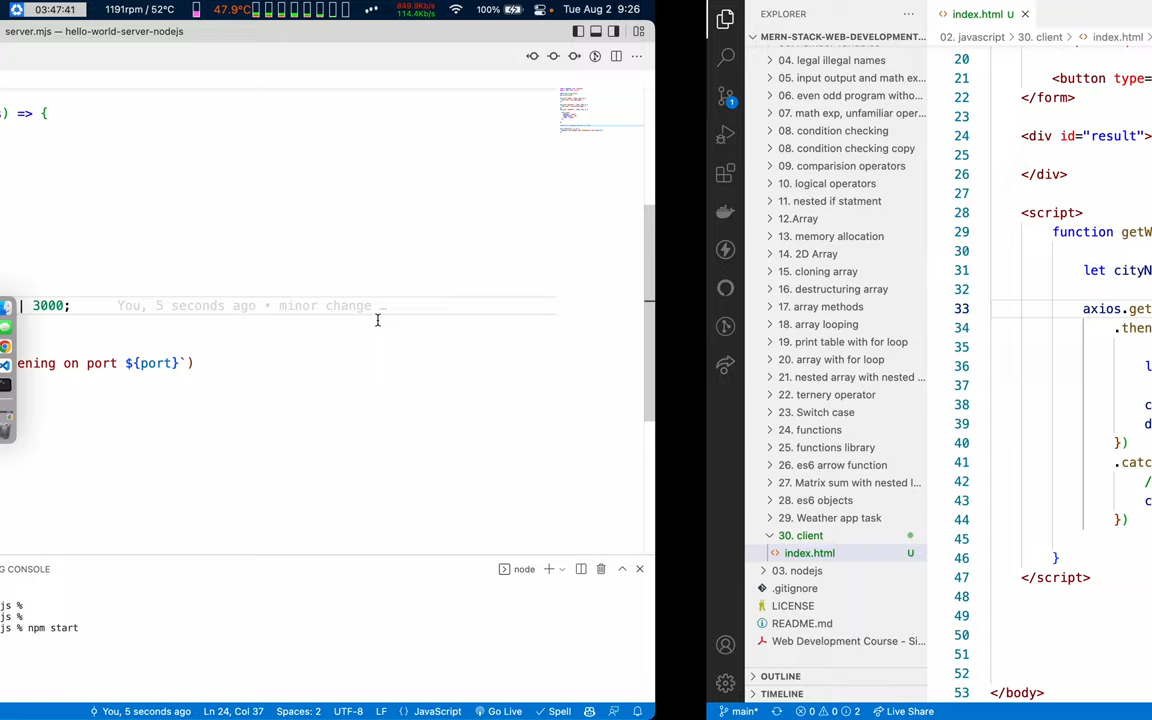 03:47:41 1191rpm / 52°C 47.9°C 849.9Kb/s 114.4Kb/s 100% Tue Aug 2 9:26
server.mjs — hello-world-server-nodejs
) => {
| 3000; You, 5 seconds ago • minor change …
ening on port ${port}`)
G CONSOLE
node
js %
js %
js % npm start
You, 5 seconds ago Ln 24, Col 37 Spaces: 2 UTF-8 LF {} JavaScript Go Live Spell
EXPLORER
MERN-STACK-WEB-DEVELOPMENT...
04. legal illegal names
05. input output and math ex...
06. even odd program witho...
07. math exp, unfamiliar oper...
08. condition checking
08. condition checking copy
09. comparision operators
10. logical operators
11. nested if statment
12.Array
13. memory allocation
14. 2D Array
15. cloning array
16. destructuring array
17. array methods
18. array looping
19. print table with for loop
20. array with for loop
21. nested array with nested ...
22. ternery operator
23. Switch case
24. functions
25. functions library
26. es6 arrow function
27. Matrix sum with nested l...
28. es6 objects
29. Weather app task
30. client
index.html U
03. nodejs
.gitignore
LICENSE
README.md
Web Development Course - Si...
OUTLINE
TIMELINE
1
main* 0 0 2 Live Share
index.html U
02. javascript > 30. client > index.html >
20
21 <button type=
22 </form>
23
24 <div id="result">
25
26 </div>
27
28 <script>
29 function getW
30
31 let cityN
32
33 axios.get
34 .then
35
36 l
37
38 c
39 d
40 })
41 .catc
42 /
43 c
44 })
45
46 }
47 </script>
48
49
50
51
52
53 </body>